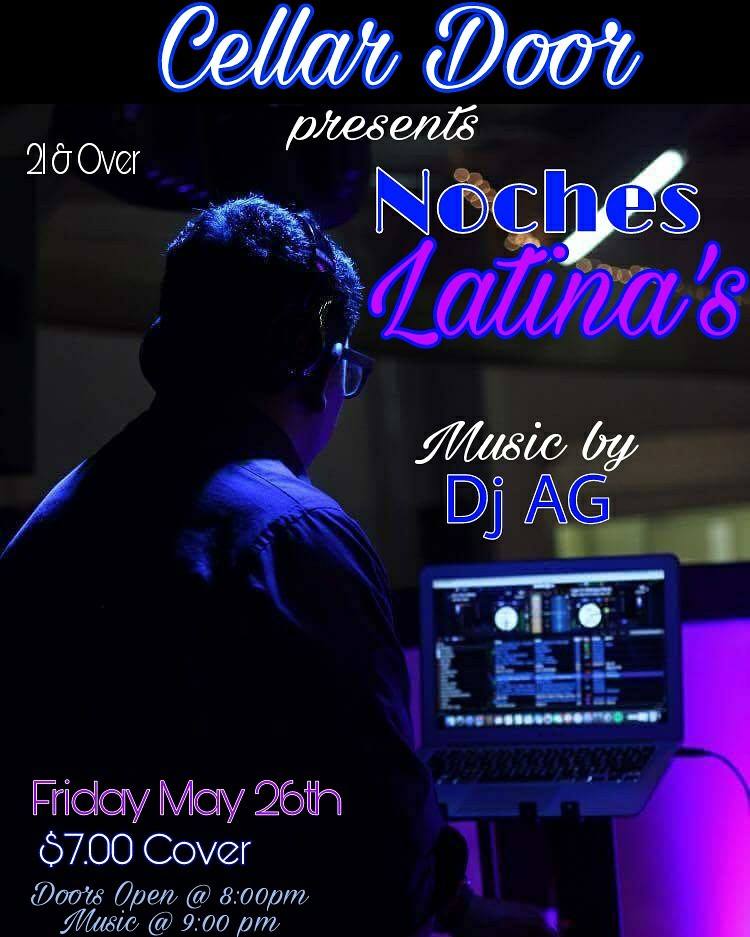 Cellar Door
presents
21 & Over
Noches
Latina's
Music by
Dj AG
Friday May 26th
$7.00 Cover
Doors Open @ 8:00pm
Music @ 9:00 pm